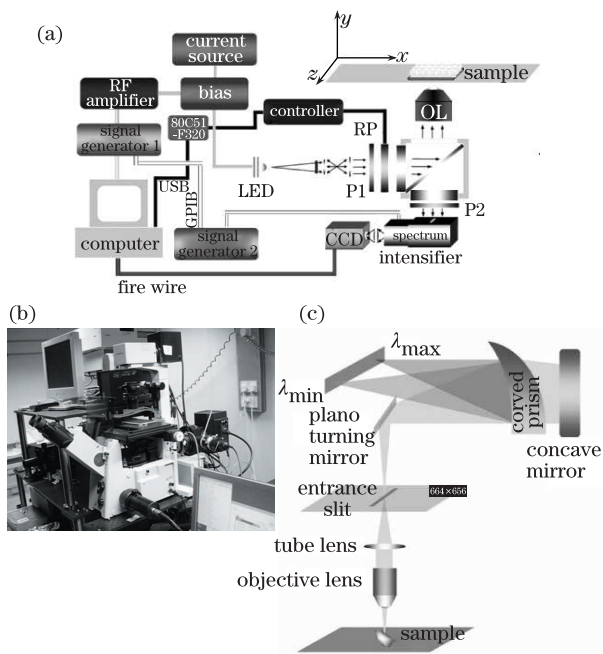 (a)
current
source
y
x
z
sample
RF
amplifier
bias
controller
OL
80C51
-F320
RP
signal
generator 1
USB
GPIB
LED
P1
P2
computer
signal
generator 2
CCD
spectrum
intensifier
fire wire
(b)
(c)
λmax
λmin
plano
turning
mirror
corved
prism
concave
mirror
entrance
slit
664×656
tube lens
objective lens
sample